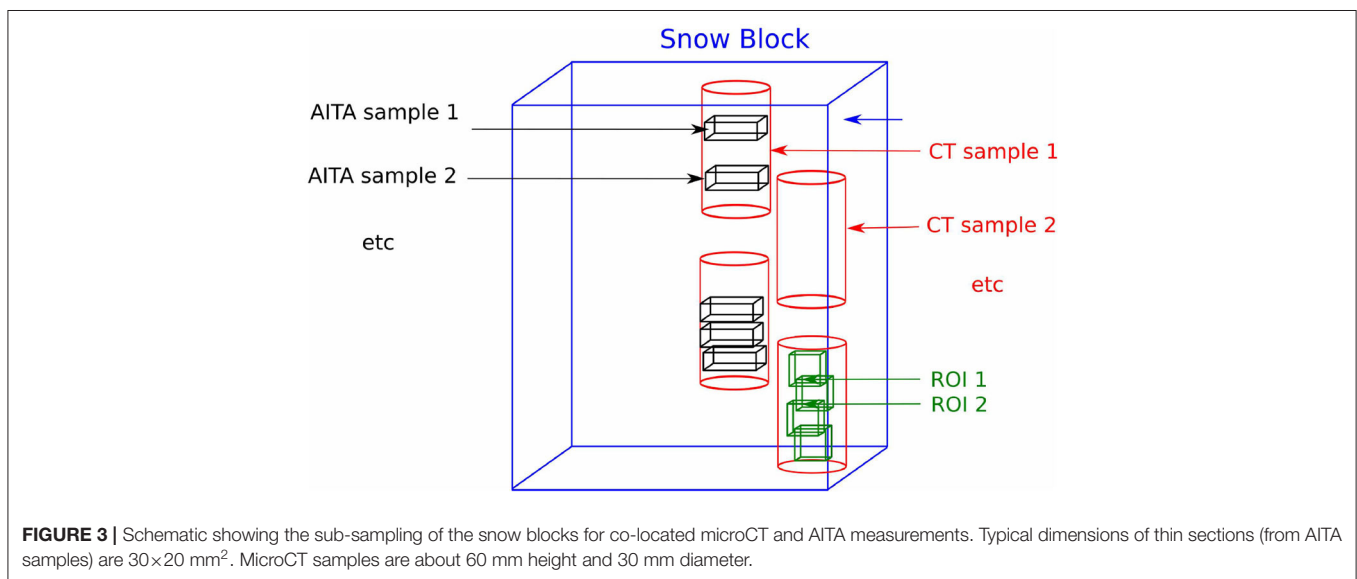 Snow Block
AITA sample 1
CT sample 1
AITA sample 2
CT sample 2
etc
etc
ROI 1
ROI 2
FIGURE 3 | Schematic showing the sub-sampling of the snow blocks for co-located microCT and AITA measurements. Typical dimensions of thin sections (from AITA
samples) are 30×20 mm². MicroCT samples are about 60 mm height and 30 mm diameter.